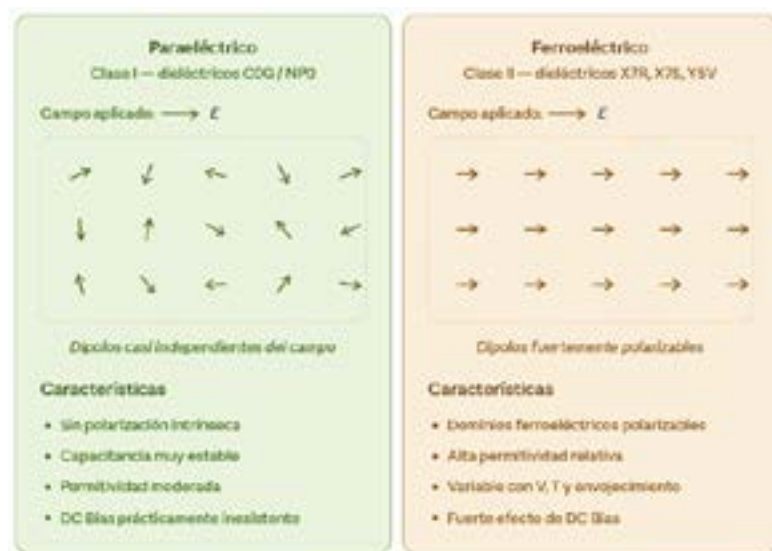 Paraeléctrico
Clase I — dieléctricos C0G / NP0
Campo aplicado: → E
Dipolos casi independientes del campo
Características
• Sin polarización intrínseca
• Capacitancia muy estable
• Permitividad moderada
• DC Bias prácticamente inexistente
Ferroeléctrico
Clase II — dieléctricos X7R, Y5V
Campo aplicado: → E
Dipolos fuertemente polarizables
Características
• Dominios ferroeléctricos polarizables
• Alta permitividad relativa
• Variable con V, T y envejecimiento
• Fuerte efecto de DC Bias